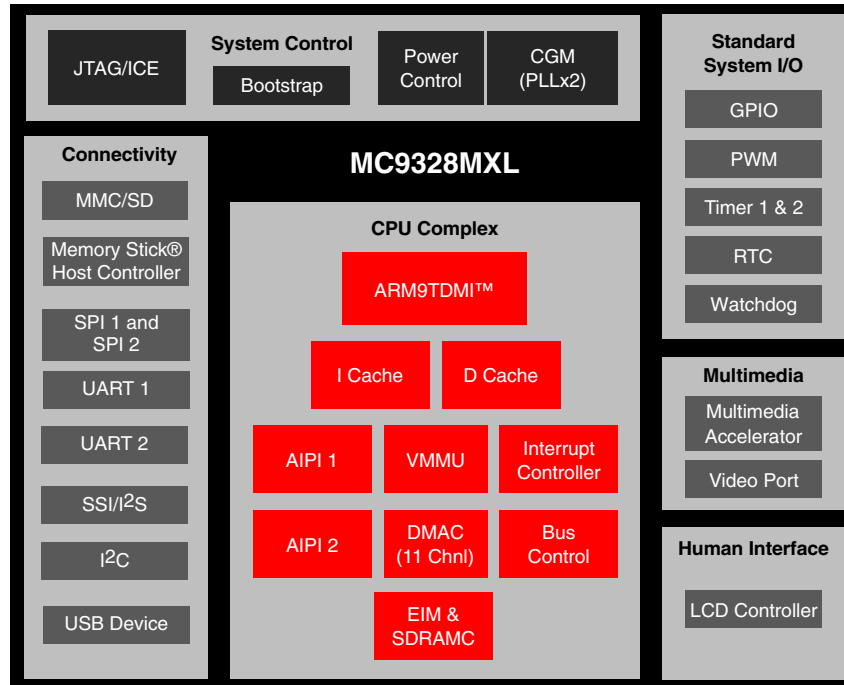 System Control
JTAG/ICE
Bootstrap
Power
Control
CGM
(PLLx2)
Standard
System I/O
GPIO
PWM
Timer 1 & 2
RTC
Watchdog
Connectivity
MMC/SD
Memory Stick®
Host Controller
SPI 1 and
SPI 2
UART 1
UART 2
SSI/I2S
I2C
USB Device
MC9328MXL
CPU Complex
ARM9TDMI™
I Cache
D Cache
AIPI 1
VMMU
Interrupt
Controller
AIPI 2
DMAC
(11 Chnl)
Bus
Control
EIM &
SDRAMC
Multimedia
Multimedia
Accelerator
Video Port
Human Interface
LCD Controller